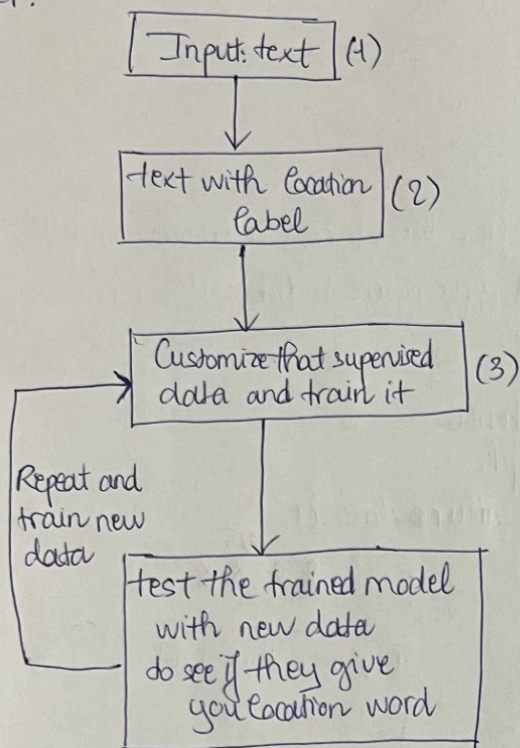 Input: text (1)
text with location (2)
label
Customize that supervised (3)
data and train it
Repeat and
train new
data
test the trained model
with new data
do see if they give
you location word